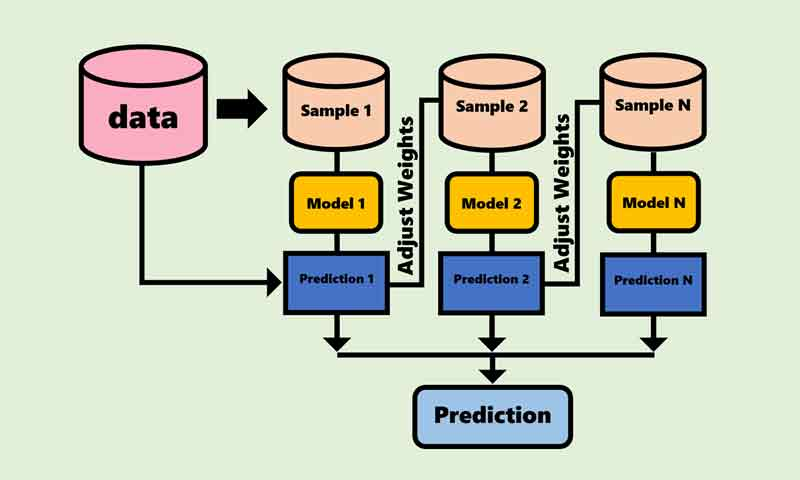 data
Sample 1
Adjust Weights
Sample 2
Adjust Weights
Sample N
Model 1
Model 2
Model N
Prediction 1
Prediction 2
Prediction N
Prediction